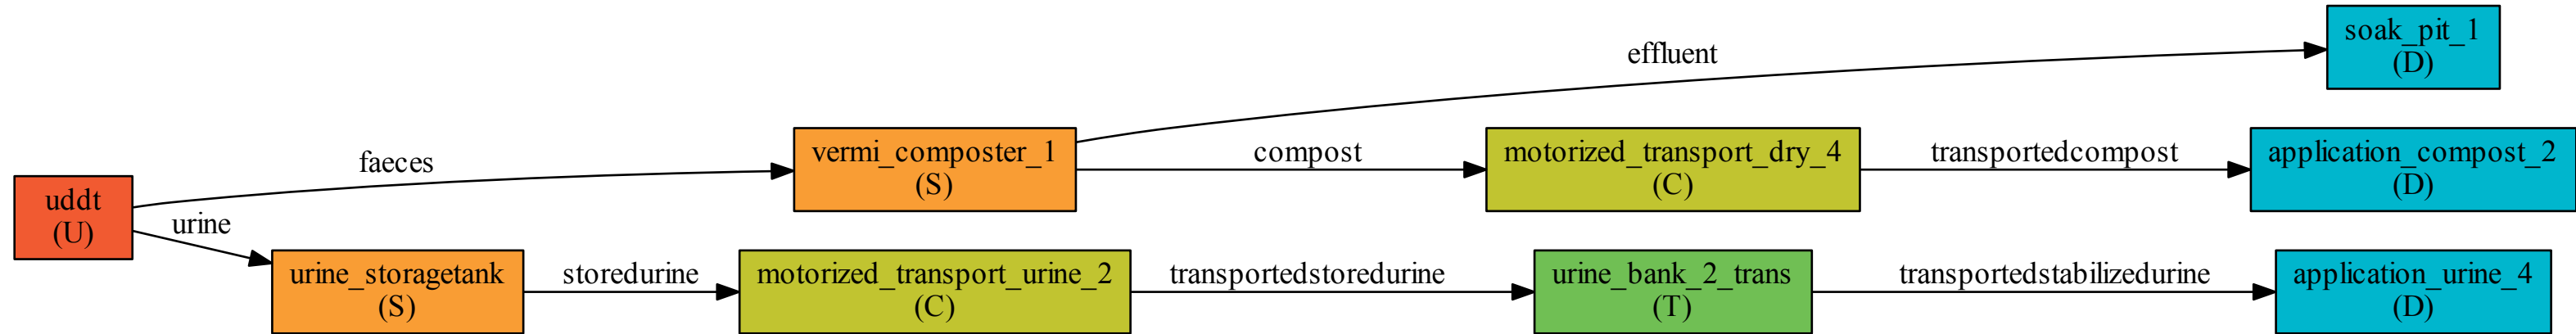 soak_pit_1
(D)
effluent
vermi_composter_1
(S)
compost
motorized_transport_dry_4
(C)
transportedcompost
application_compost_2
(D)
faeces
uddt
(U)
urine
urine_storagetank
(S)
storedurine
motorized_transport_urine_2
(C)
transportedstoredurine
urine_bank_2_trans
(T)
transportedstabilizedurine
application_urine_4
(D)